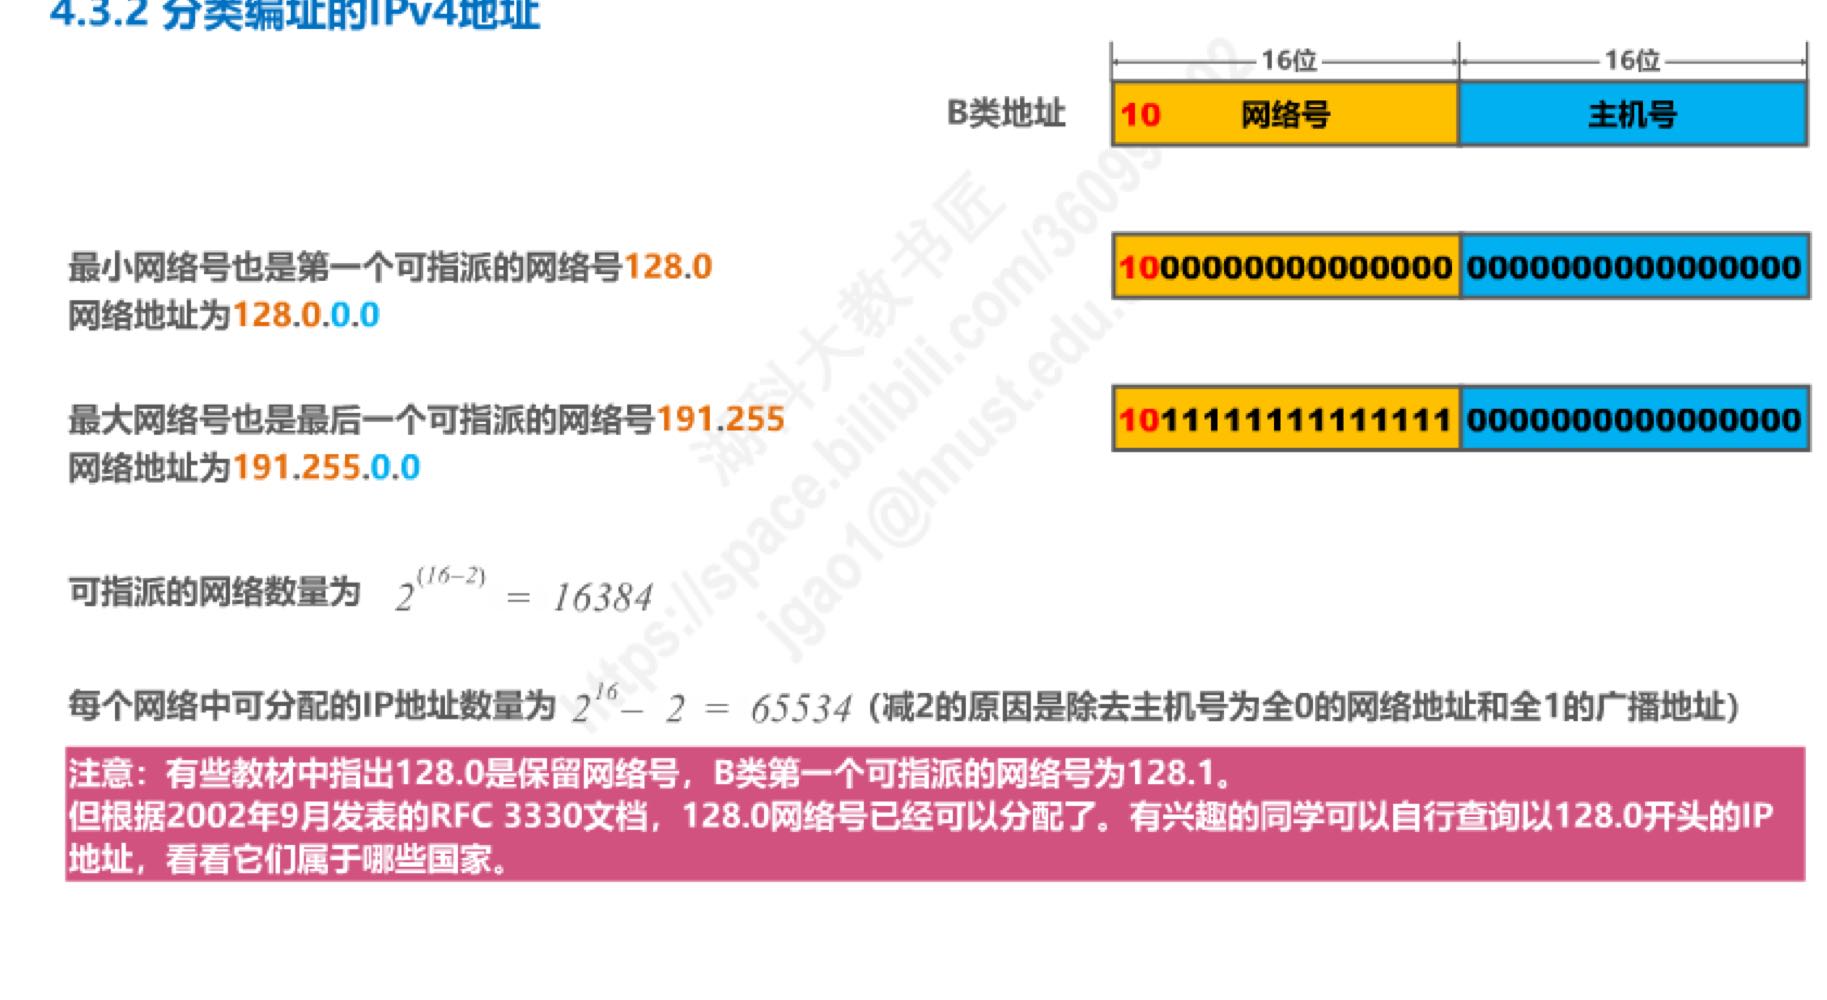 4.3.2 分类编址的IPv4地址
16位 16位
B类地址 10 网络号 主机号
最小网络号也是第一个可指派的网络号128.0
网络地址为128.0.0.0
1000000000000000 0000000000000000
最大网络号也是最后一个可指派的网络号191.255
网络地址为191.255.0.0
1011111111111111 0000000000000000
可指派的网络数量为 2^(16-2) = 16384
每个网络中可分配的IP地址数量为 2^16 - 2 = 65534 (减2的原因是除去主机号为全0的网络地址和全1的广播地址)
注意：有些教材中指出128.0是保留网络号，B类第一个可指派的网络号为128.1。
但根据2002年9月发表的RFC 3330文档，128.0网络号已经可以分配了。有兴趣的同学可以自行查询以128.0开头的IP
地址，看看它们属于哪些国家。
湖科大教书匠
jgao1@hnust.edu.